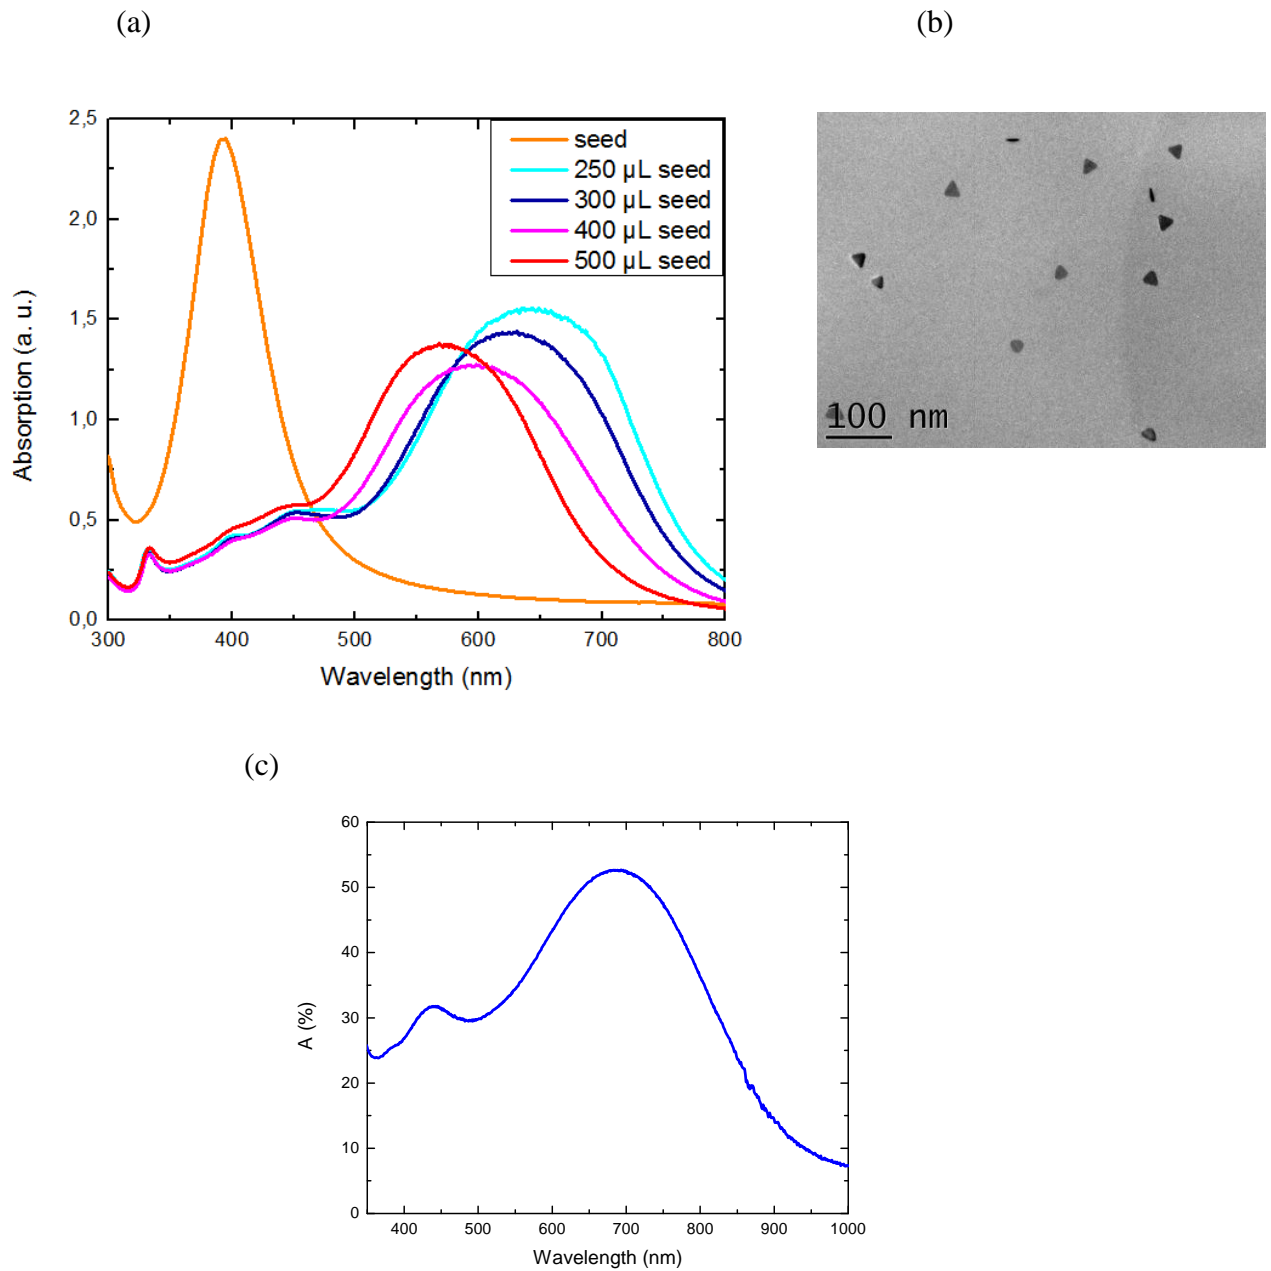 (a)
(b)
2,5
2,0
1,5
1,0
0,5
0,0
Absorption (a. u.)
seed
250 µL seed
300 µL seed
400 µL seed
500 µL seed
300 400 500 600 700 800
Wavelength (nm)
100 nm
(c)
60
50
40
30
20
10
0
A (%)
400 500 600 700 800 900 1000
Wavelength (nm)